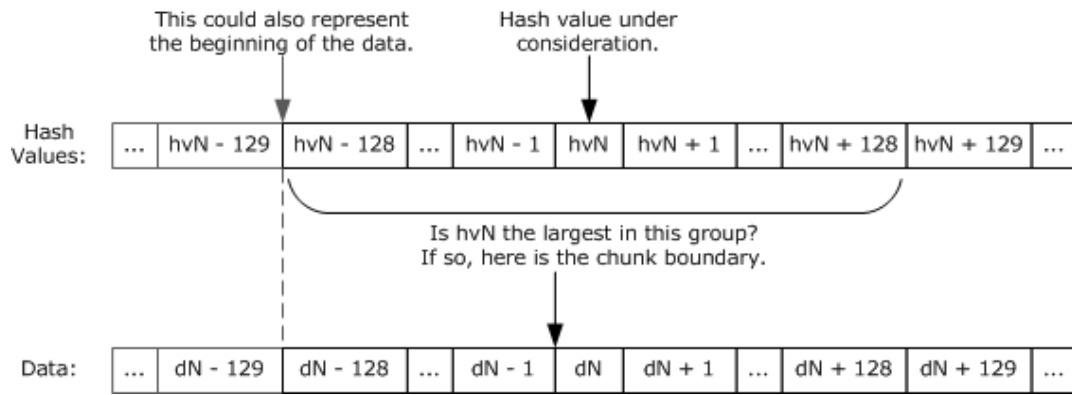 This could also represent
the beginning of the data.
Hash value under
consideration.
Hash
Values:
... hvN - 129 hvN - 128 ... hvN - 1 hvN hvN + 1 ... hvN + 128 hvN + 129 ...
Is hvN the largest in this group?
If so, here is the chunk boundary.
Data: ... dN - 129 dN - 128 ... dN - 1 dN dN + 1 ... dN + 128 dN + 129 ...